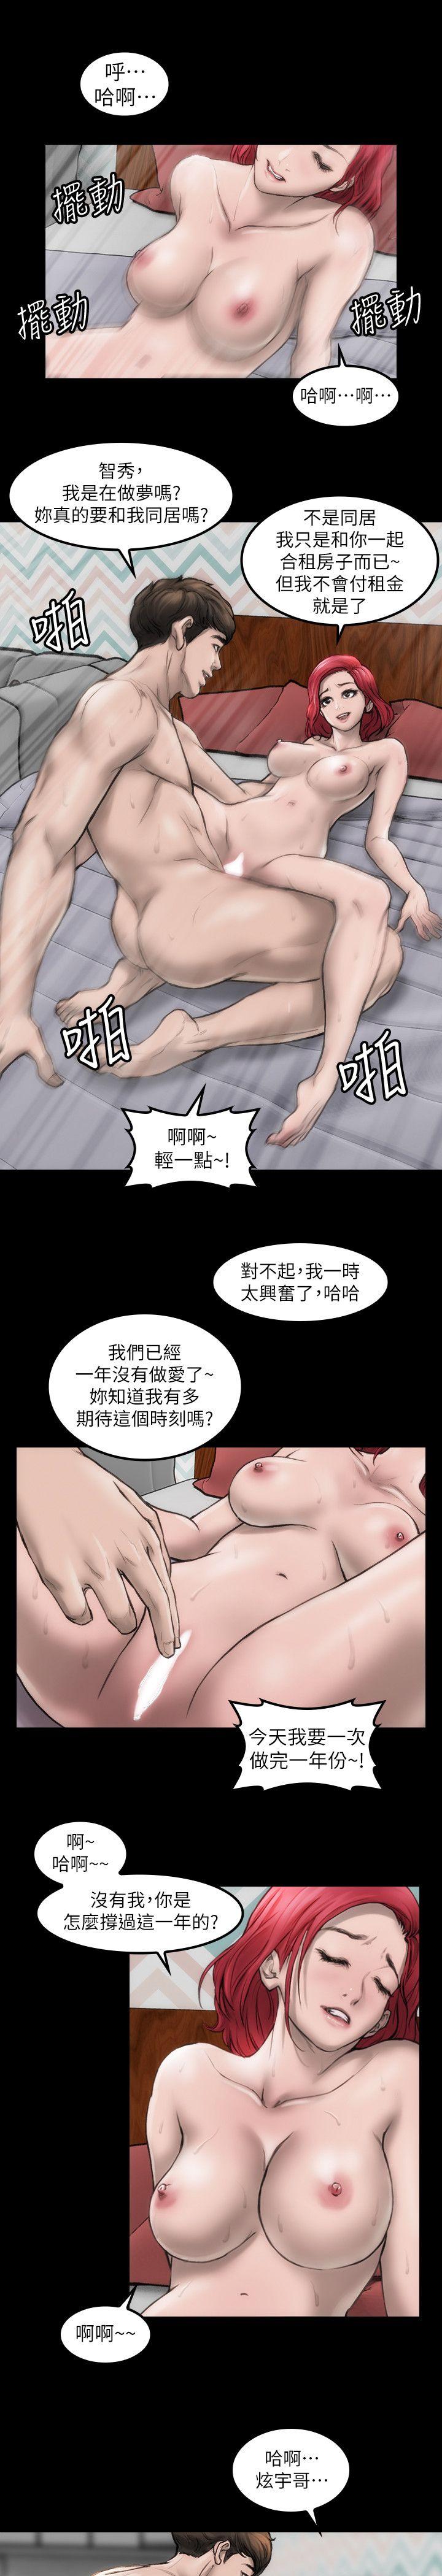 呼…
哈啊…
擺動
擺動
擺動
哈啊…啊…
智秀,
我是在做夢嗎?
妳真的要和我同居嗎?
不是同居
我只是和你一起
合租房子而已~
但我不會付租金
就是了
啪
啪
啪
啊啊~
輕一點~!
對不起,我一時
太興奮了,哈哈
我們已經
一年沒有做愛了~
妳知道我有多
期待這個時刻嗎?
今天我要一次
做完一年份~!
啊~
哈啊~~
沒有我,你是
怎麼撐過這一年的?
啊啊~~
哈啊…
炫宇哥…